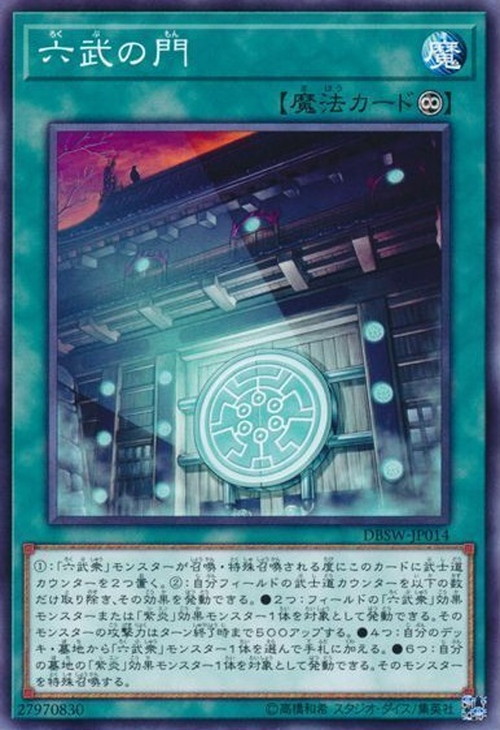 六武の門
魔
【魔法カード】
DBSW-JP014
①:「六武衆」モンスターが召喚・特殊召喚される度にこのカードに武士道
カウンターを2つ置く。②:自分フィールドの武士道カウンターを以下の数
だけ取り除き、その効果を発動できる。●2つ:フィールドの「六武衆」効果
モンスターまたは「紫炎」効果モンスター1体を対象として発動できる。その
モンスターの攻撃力はターン終了時まで500アップする。●4つ:自分のデッ
キ・墓地から「六武衆」モンスター1体を選んで手札に加える。●6つ:自分
の墓地の「紫炎」効果モンスター1体を対象として発動できる。そのモンスター
を特殊召喚する。
27970830 ©高橋和希 スタジオ・ダイス/集英社